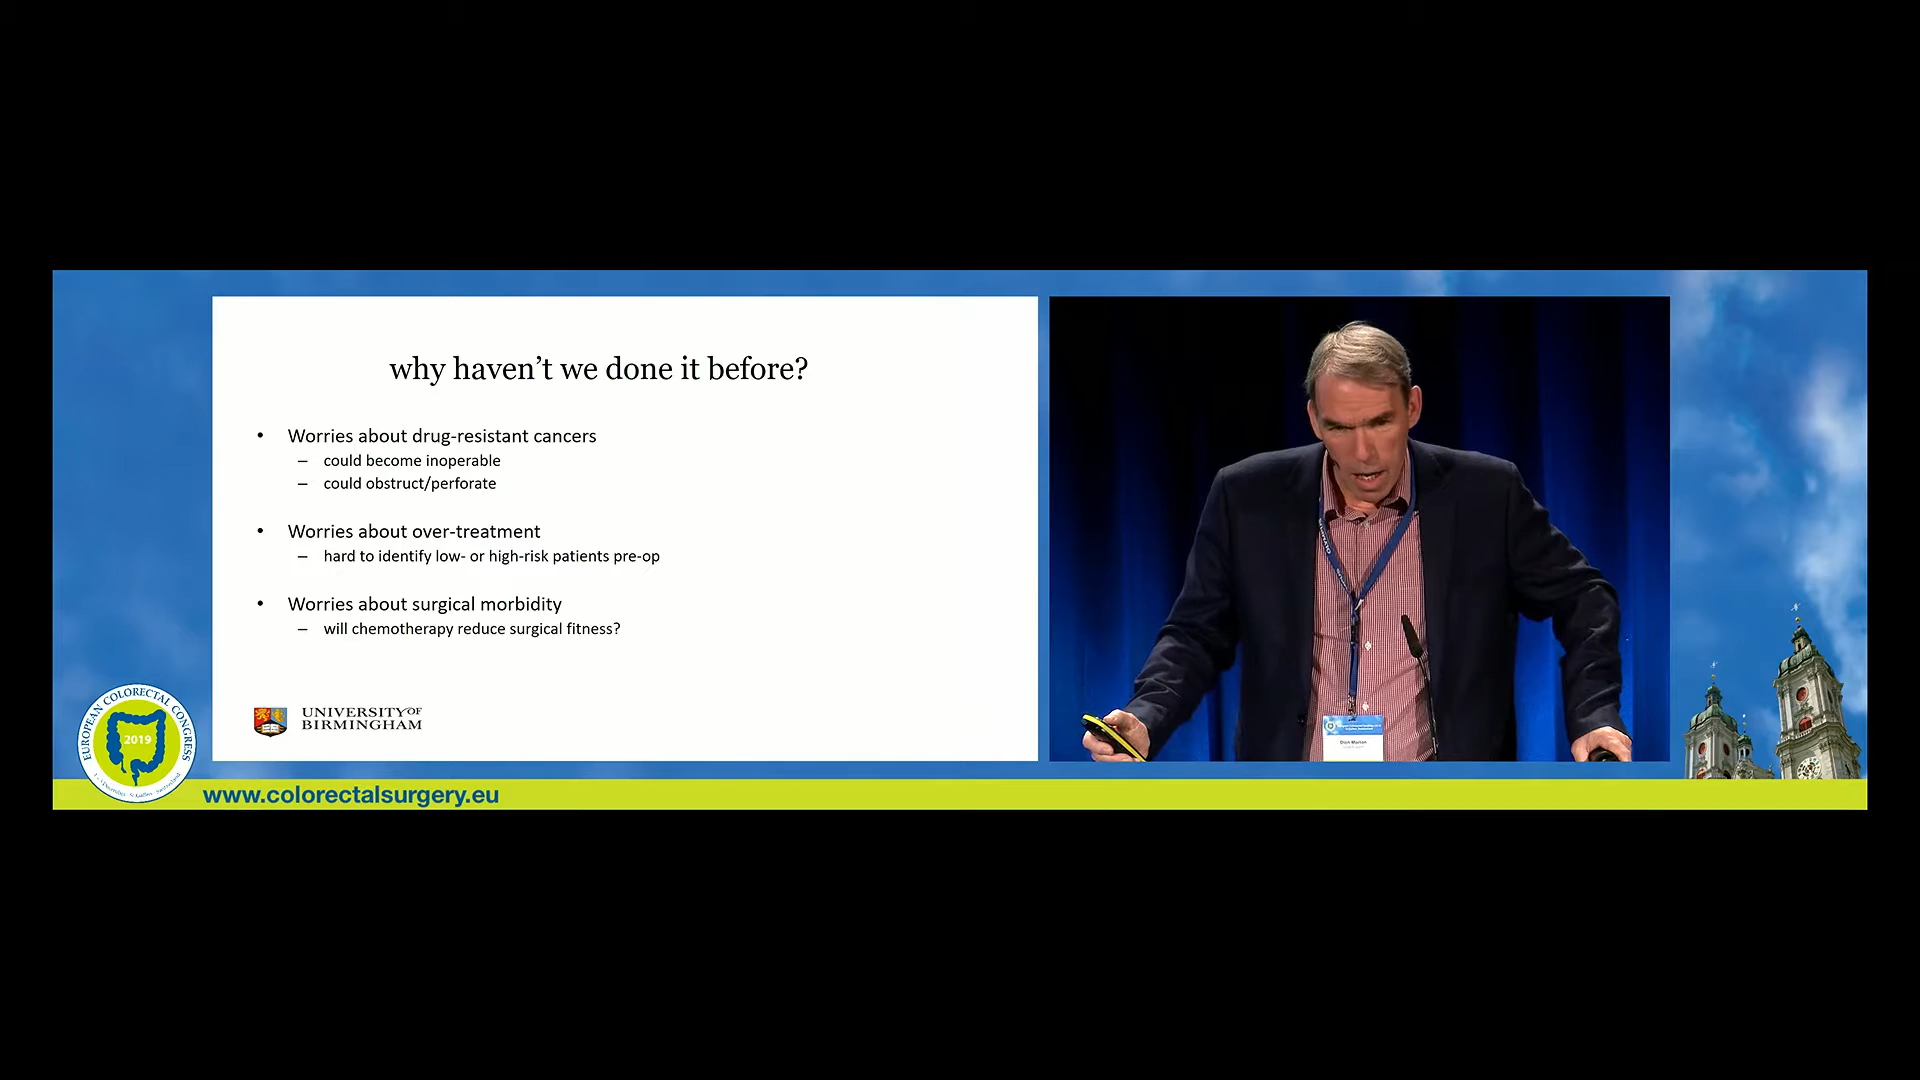 why haven’t we done it before?
• Worries about drug-resistant cancers
– could become inoperable
– could obstruct/perforate
• Worries about over-treatment
– hard to identify low- or high-risk patients pre-op
• Worries about surgical morbidity
– will chemotherapy reduce surgical fitness?
UNIVERSITY OF
BIRMINGHAM
EUROPEAN COLORECTAL CONGRESS
2019
www.colorectalsurgery.eu
Dion Morton